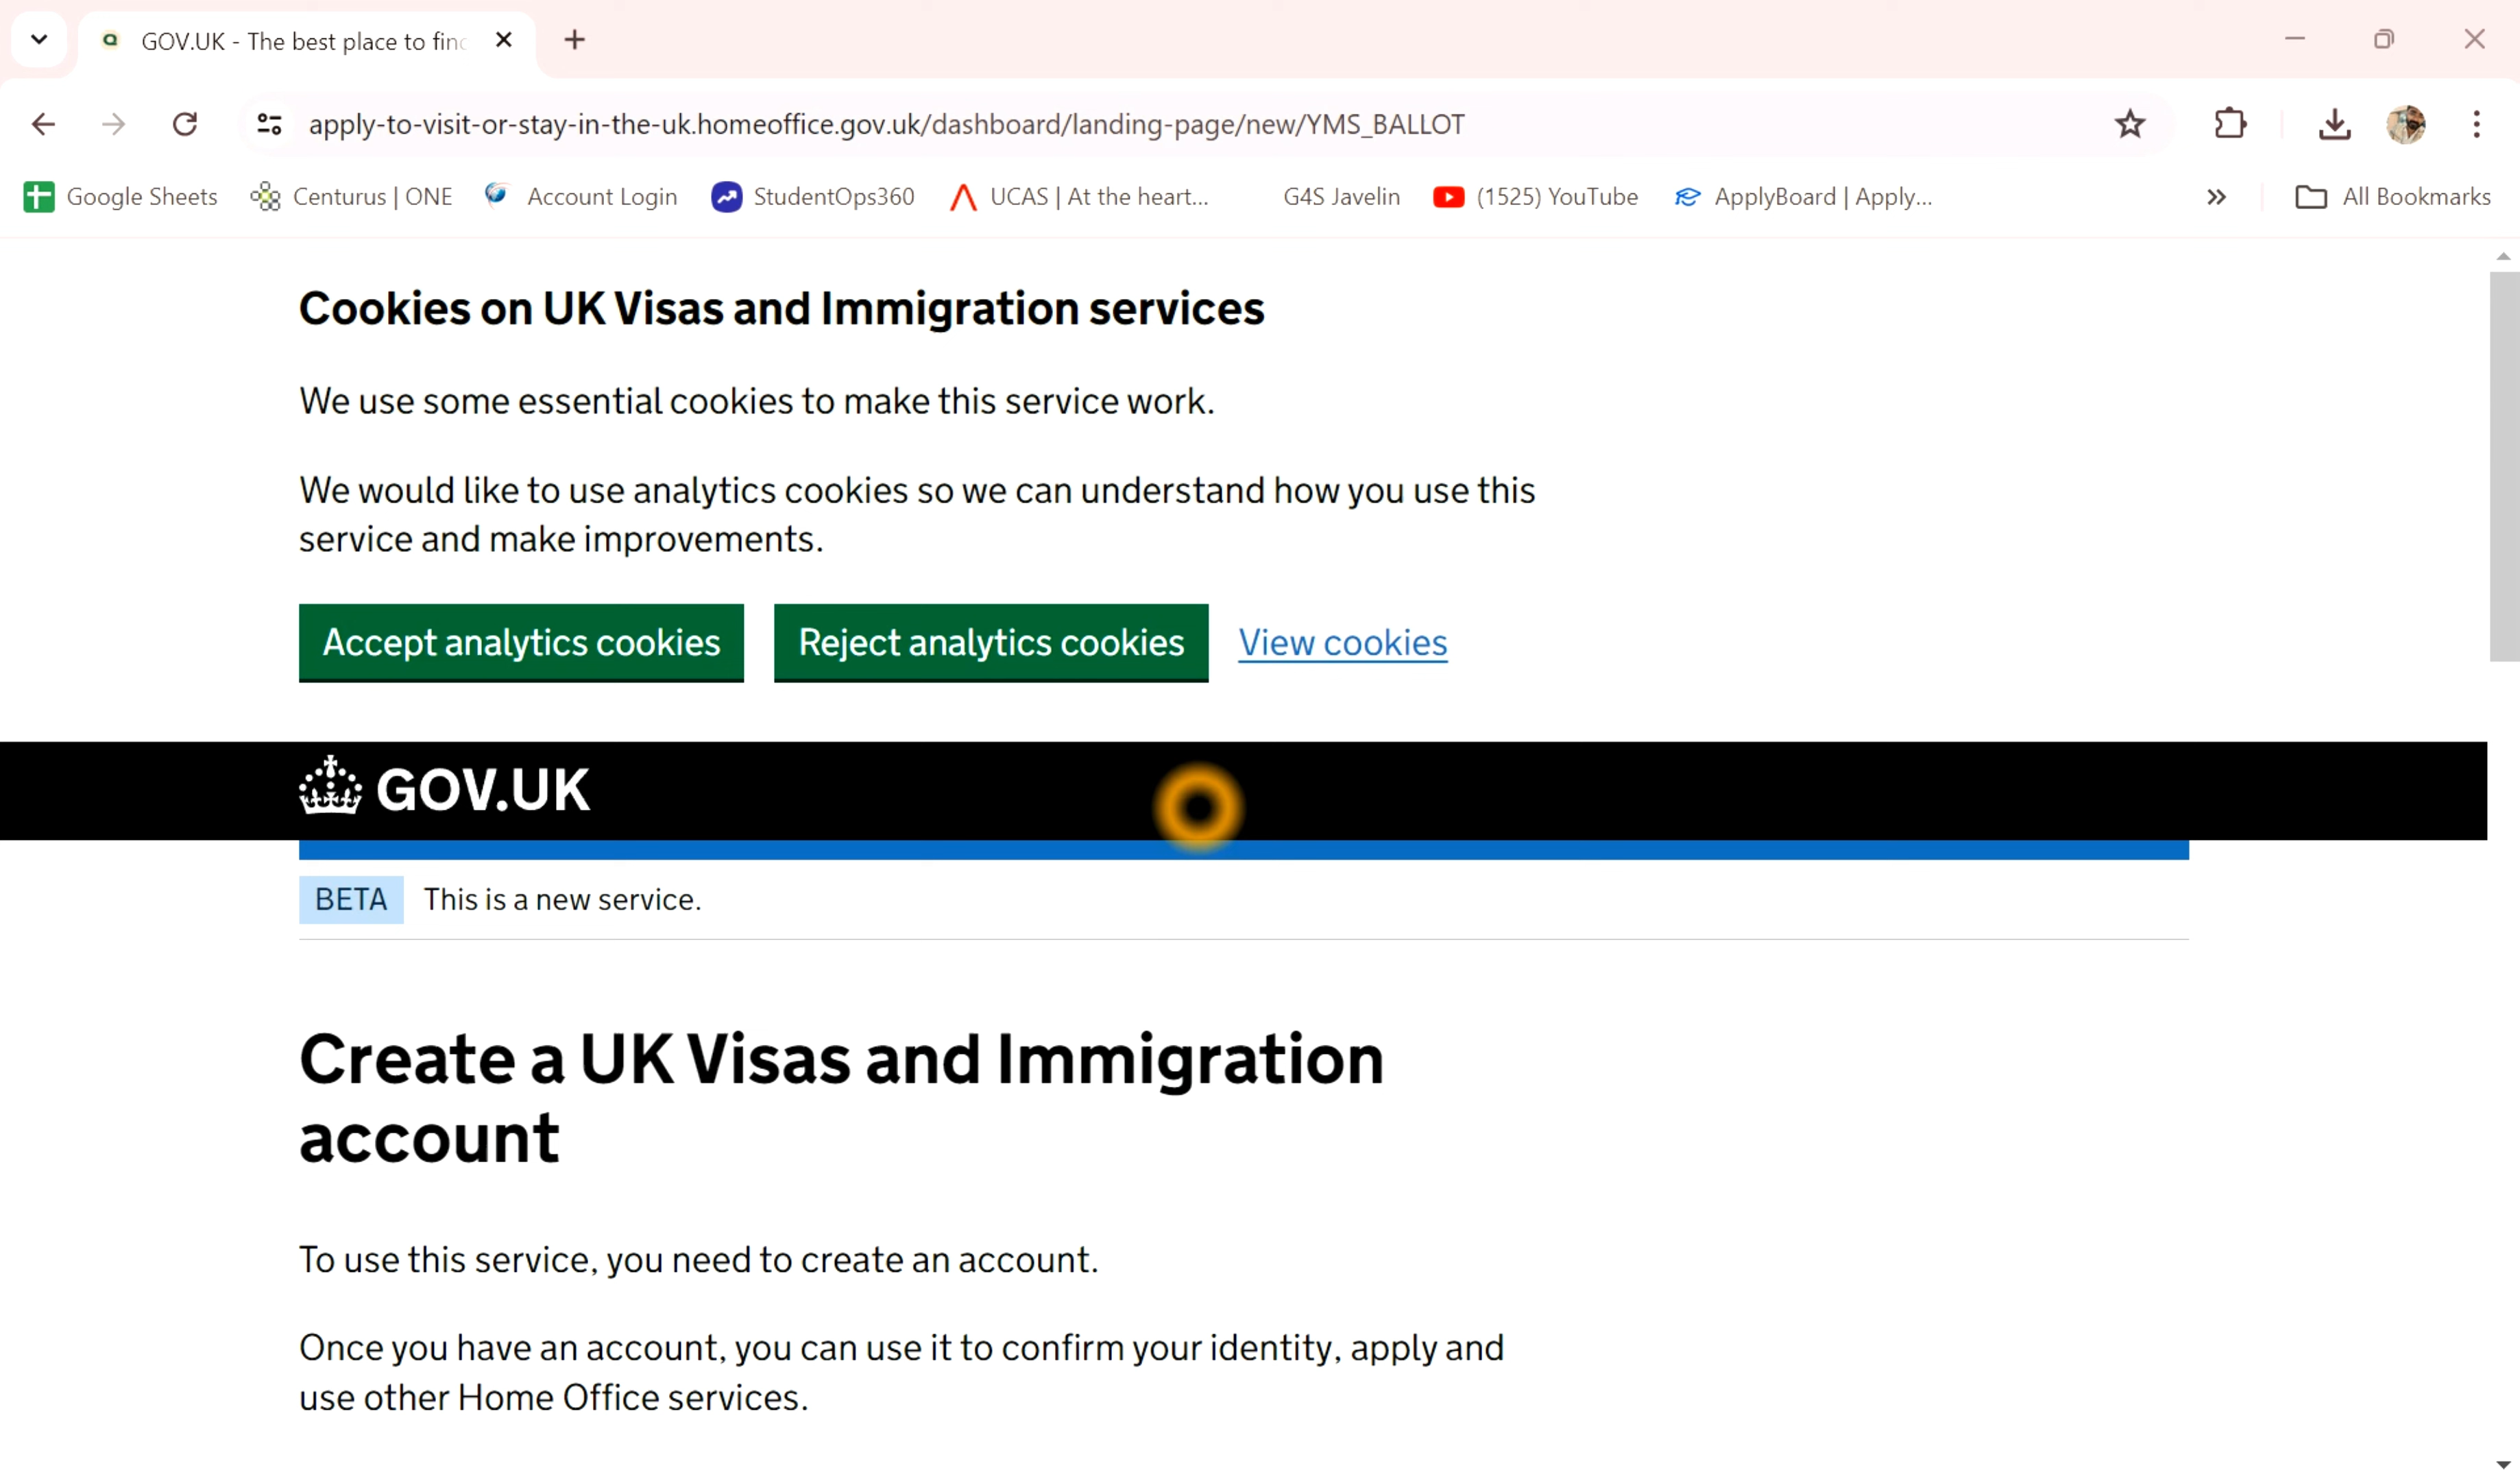 GOV.UK - The best place to find
apply-to-visit-or-stay-in-the-uk.homeoffice.gov.uk/dashboard/landing-page/new/YMS_BALLOT
Google Sheets Centurus | ONE Account Login StudentOps360 UCAS | At the heart... G4S Javelin (1525) YouTube ApplyBoard | Apply... All Bookmarks
Cookies on UK Visas and Immigration services
We use some essential cookies to make this service work.
We would like to use analytics cookies so we can understand how you use this
service and make improvements.
Accept analytics cookies Reject analytics cookies View cookies
GOV.UK
BETA This is a new service.
Create a UK Visas and Immigration
account
To use this service, you need to create an account.
Once you have an account, you can use it to confirm your identity, apply and
use other Home Office services.